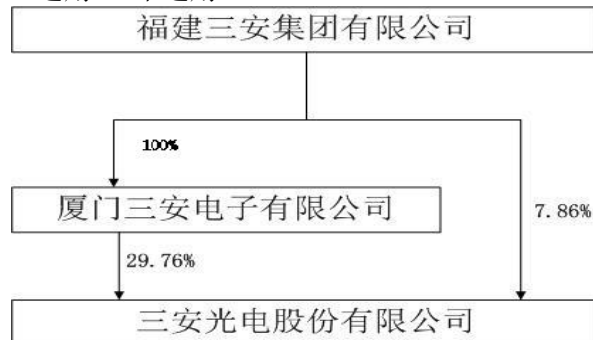 福建三安集团有限公司
100%
厦门三安电子有限公司
7.86%
29.76%
三安光电股份有限公司